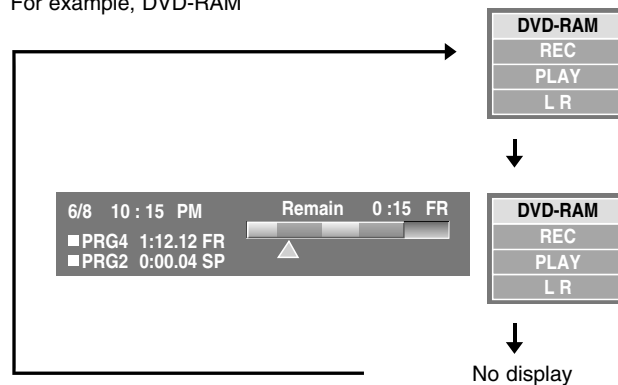 For example, DVD-RAM
DVD-RAM
REC
PLAY
L R
6/8 10 : 15 PM Remain 0 :15 FR
■PRG4 1:12.12 FR
■PRG2 0:00.04 SP
DVD-RAM
REC
PLAY
L R
No display